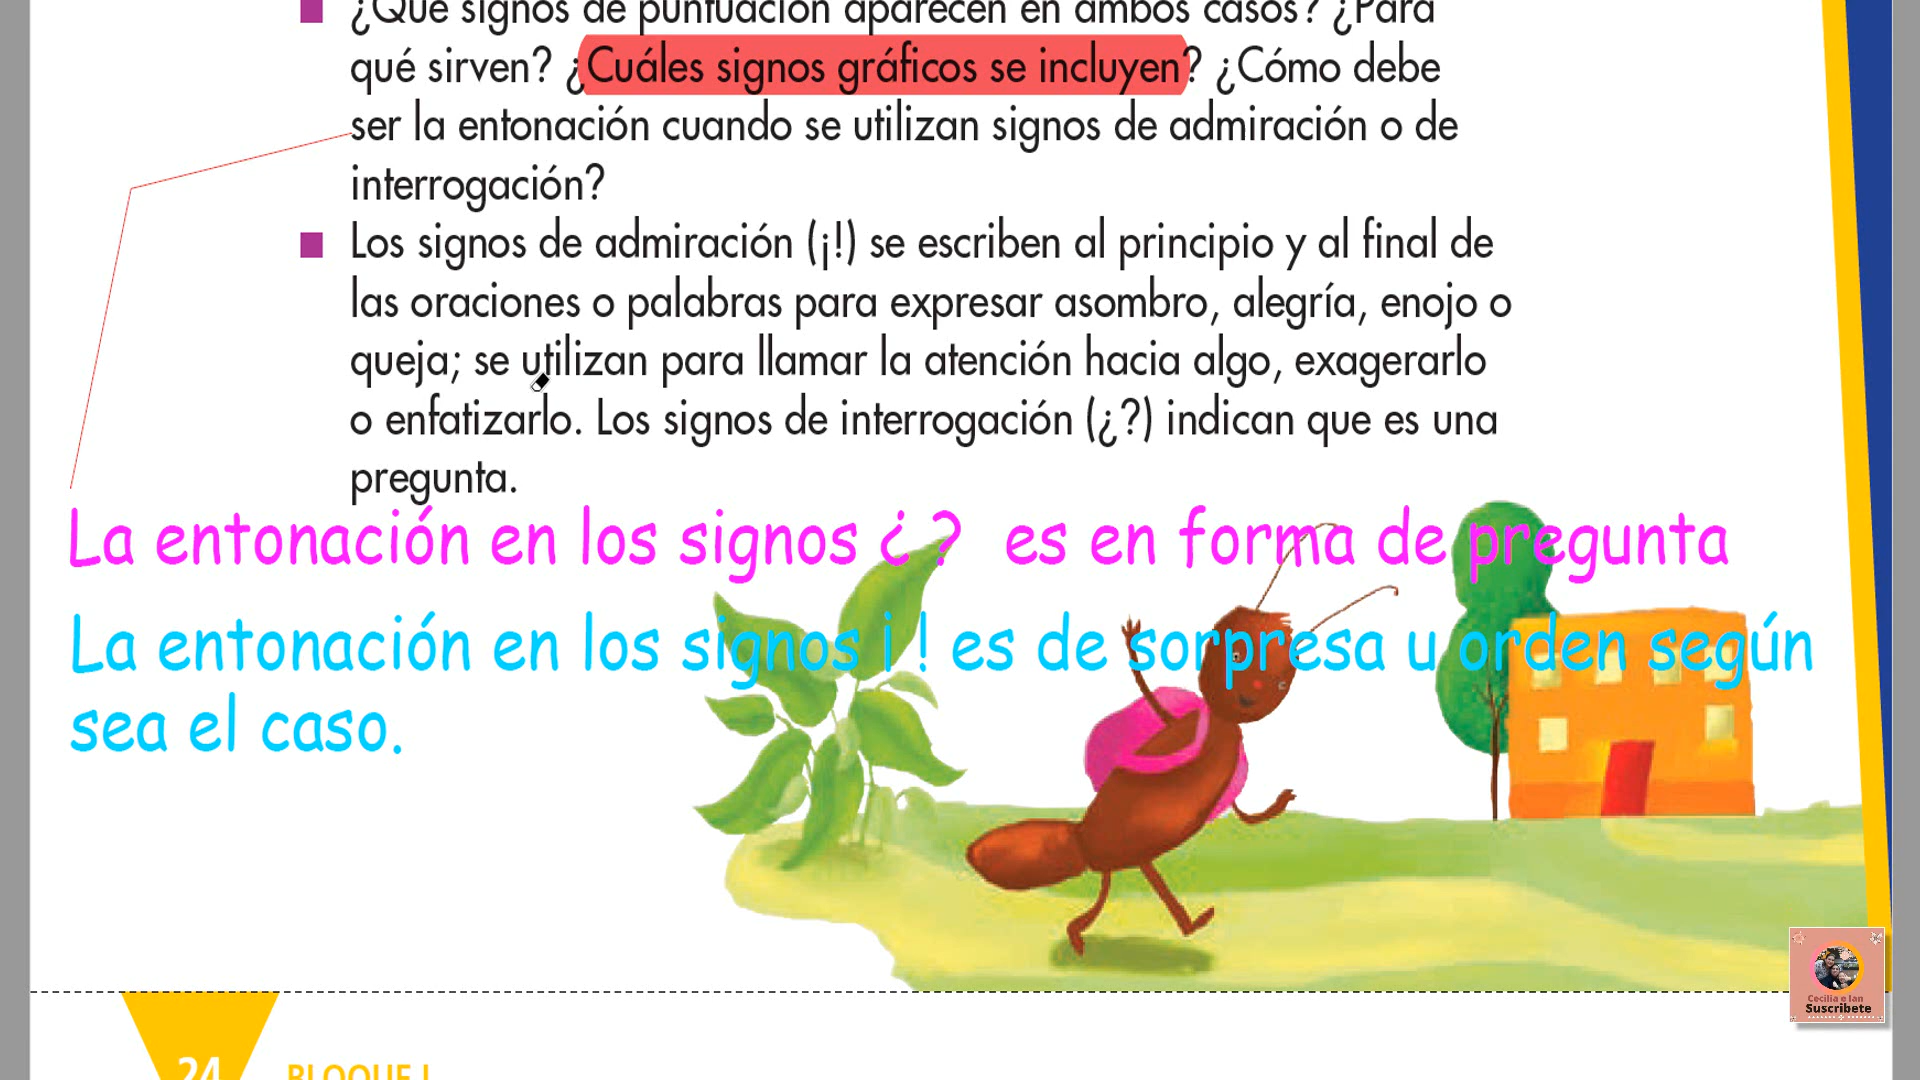 ¿Qué signos de puntuación aparecen en ambos casos? ¿Para
qué sirven? ¿Cuáles signos gráficos se incluyen? ¿Cómo debe
ser la entonación cuando se utilizan signos de admiración o de
interrogación?
Los signos de admiración (¡!) se escriben al principio y al final de
las oraciones o palabras para expresar asombro, alegría, enojo o
queja; se utilizan para llamar la atención hacia algo, exagerarlo
o enfatizarlo. Los signos de interrogación (¿?) indican que es una
pregunta.
La entonación en los signos ¿ ? es en forma de pregunta
La entonación en los signos ¡ ! es de sorpresa u orden según
sea el caso.
Cecilia e Ian
Suscribete
24 BLOQUE I